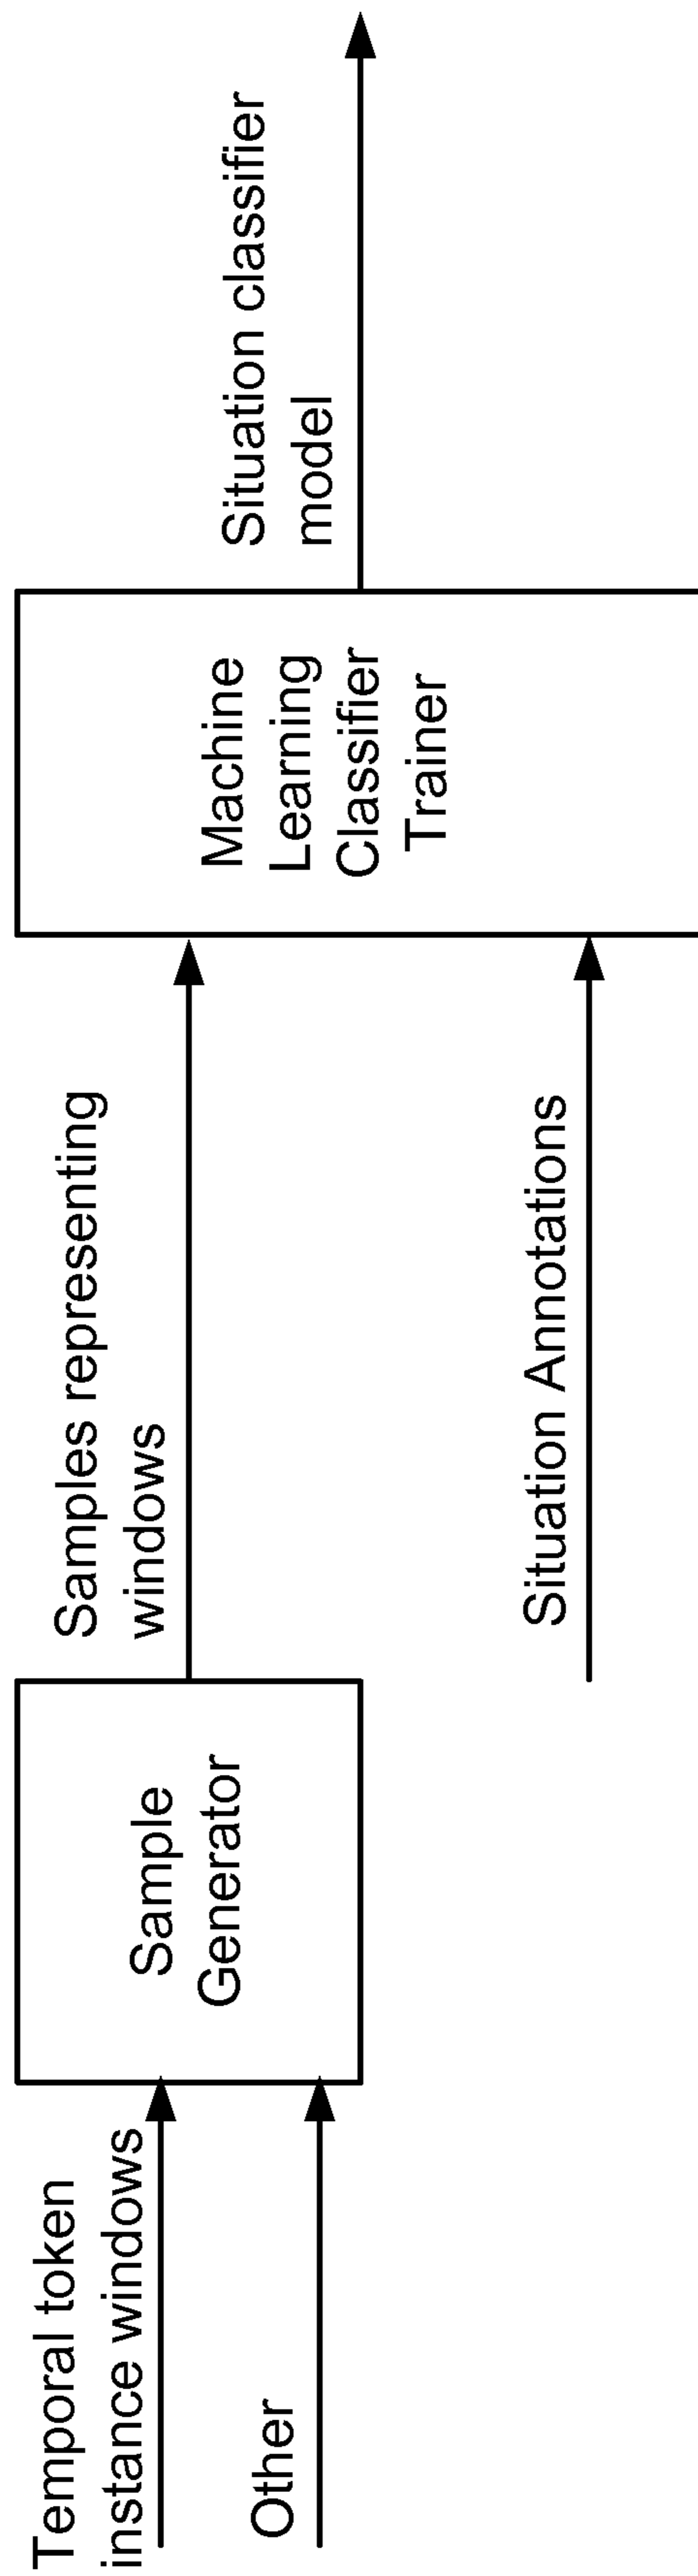 Temporal token
instance windows
Other
Sample
Generator
Samples representing
windows
Situation Annotations
Machine
Learning
Classifier
Trainer
Situation classifier
model